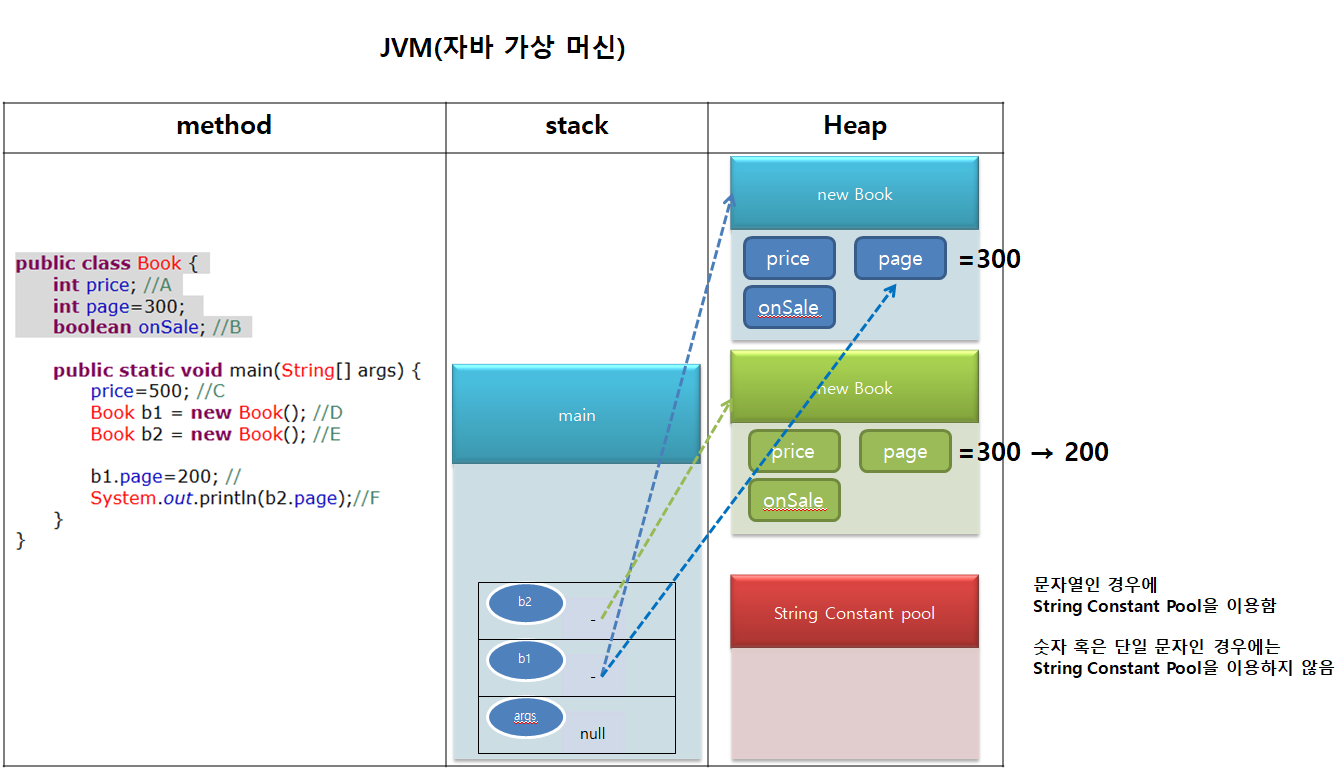 JVM(자바 가상 머신)
method
stack
Heap
public class Book {
int price; //A
int page=300;
boolean onSale; //B
public static void main(String[] args) {
price=500; //C
Book b1 = new Book(); //D
Book b2 = new Book(); //E
b1.page=200; //
System.out.println(b2.page);//F
}
}
main
b2
-
b1
-
args
null
new Book
price
page
=300
onSale
new Book
price
page
=300 → 200
onSale
String Constant pool
문자열인 경우에
String Constant Pool을 이용함
숫자 혹은 단일 문자인 경우에는
String Constant Pool을 이용하지 않음